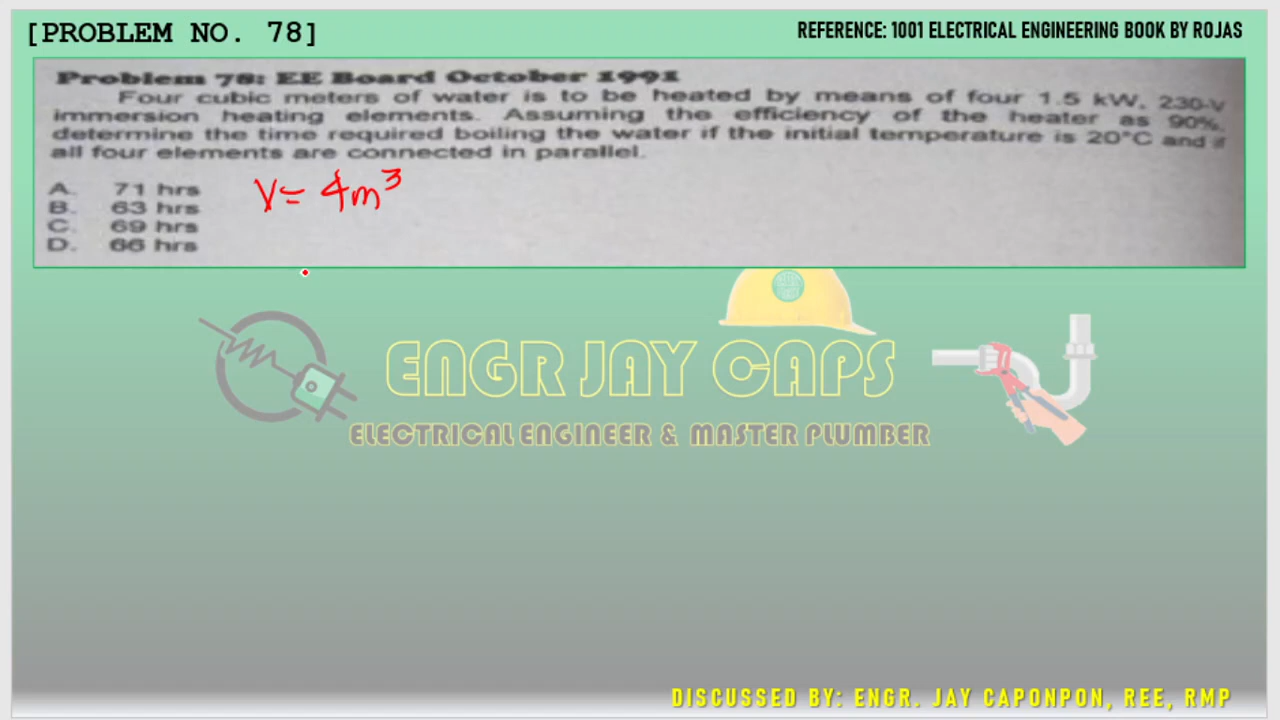 [PROBLEM NO. 78]
REFERENCE: 1001 ELECTRICAL ENGINEERING BOOK BY ROJAS
Problem 78: EE Board October 1991
Four cubic meters of water is to be heated by means of four 1.5 kW, 230-V
immersion heating elements. Assuming the efficiency of the heater as 90%,
determine the time required boiling the water if the initial temperature is 20°C and if
all four elements are connected in parallel.
A. 71 hrs
B. 63 hrs
C. 69 hrs
D. 66 hrs
V= 4m³
ENGR JAY CAPS
ELECTRICAL ENGINEER & MASTER PLUMBER
DISCUSSED BY: ENGR. JAY CAPONPON, REE, RMP